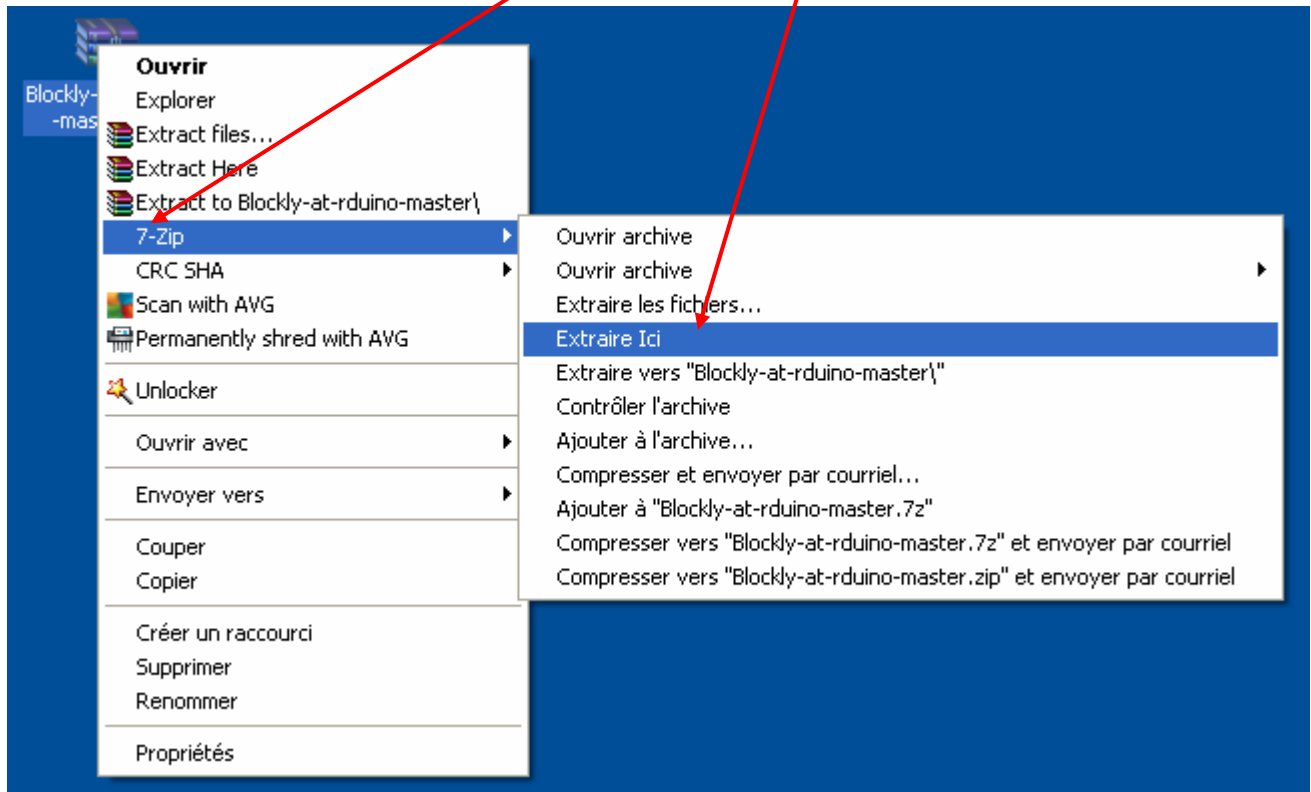 Blockly-
-mas
Ouvrir
Explorer
Extract files...
Extract Here
Extract to Blockly-at-rduino-master\
7-Zip
CRC SHA
Scan with AVG
Permanently shred with AVG
Unlocker
Ouvrir avec
Envoyer vers
Couper
Copier
Créer un raccourci
Supprimer
Renommer
Propriétés
Ouvrir archive
Ouvrir archive
Extraire les fichiers...
Extraire Ici
Extraire vers "Blockly-at-rduino-master\"
Contrôler l'archive
Ajouter à l'archive...
Compresser et envoyer par courriel...
Ajouter à "Blockly-at-rduino-master.7z"
Compresser vers "Blockly-at-rduino-master.7z" et envoyer par courriel
Compresser vers "Blockly-at-rduino-master.zip" et envoyer par courriel